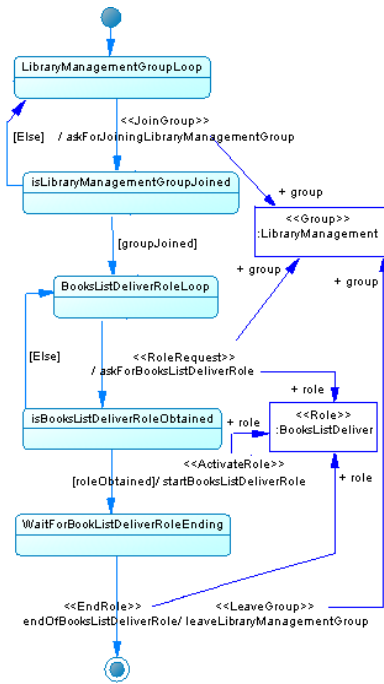 LibraryManagementGroupLoop
<<JoinGroup>>
[Else] / askForJoiningLibraryManagementGroup
isLibraryManagementGroupJoined
+ group
<<Group>>
:LibraryManagement
[groupJoined]
+ group
+ group
BooksListDeliverRoleLoop
[Else]
<<RoleRequest>>
/ askForBooksListDeliverRole
+ role
<<Role>>
:BooksListDeliver
isBooksListDeliverRoleObtained
+ role
<<ActivateRole>>
+ role
[roleObtained]/ startBooksListDeliverRole
WaitForBookListDeliverRoleEnding
<<EndRole>> <<LeaveGroup>>
endOfBooksListDeliverRole/ leaveLibraryManagementGroup